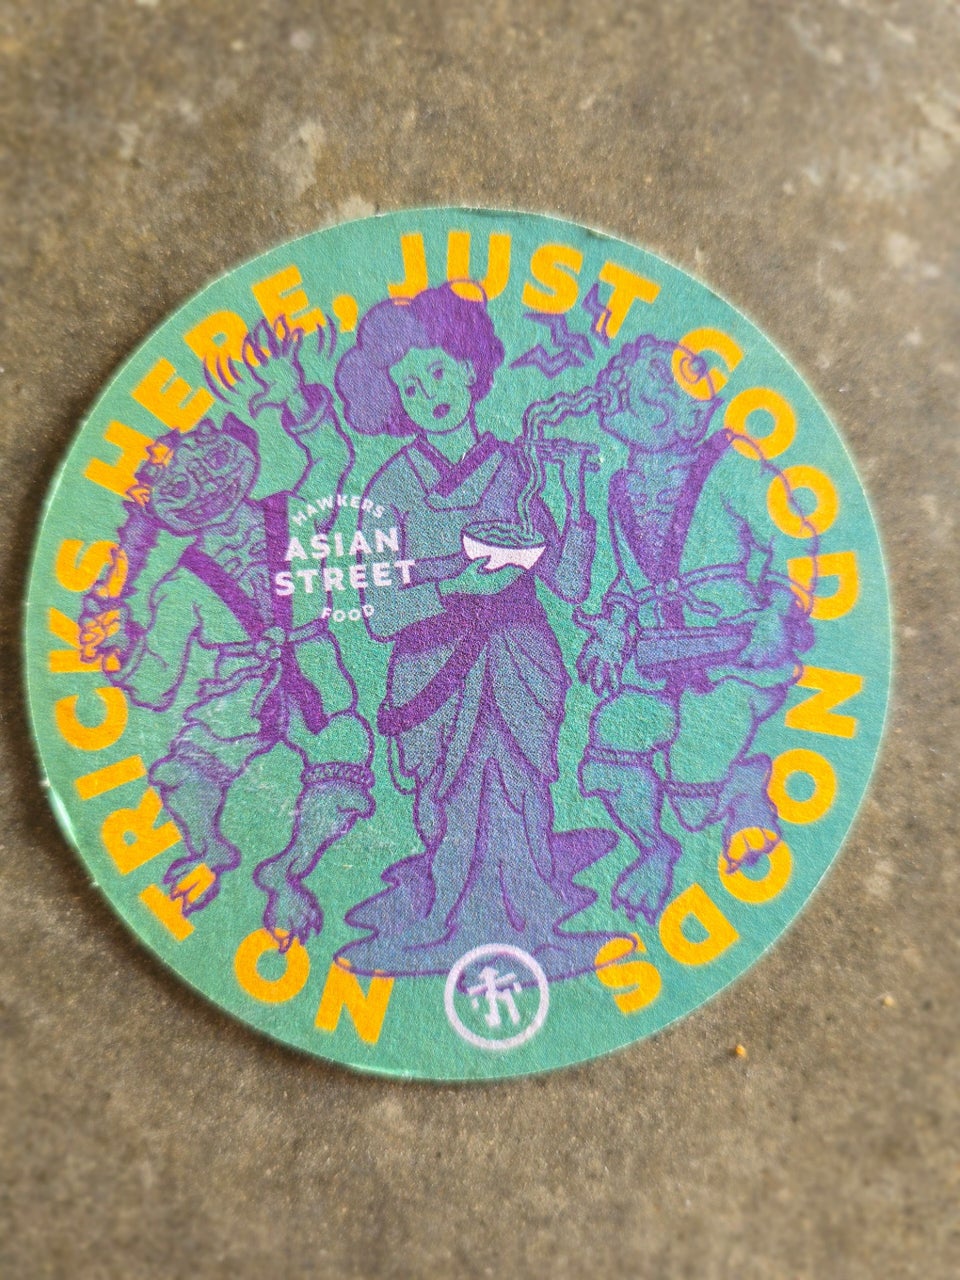 NO TRICKS HERE, JUST GOOD NOODS
HAWKERS
ASIAN
STREET
FOOD